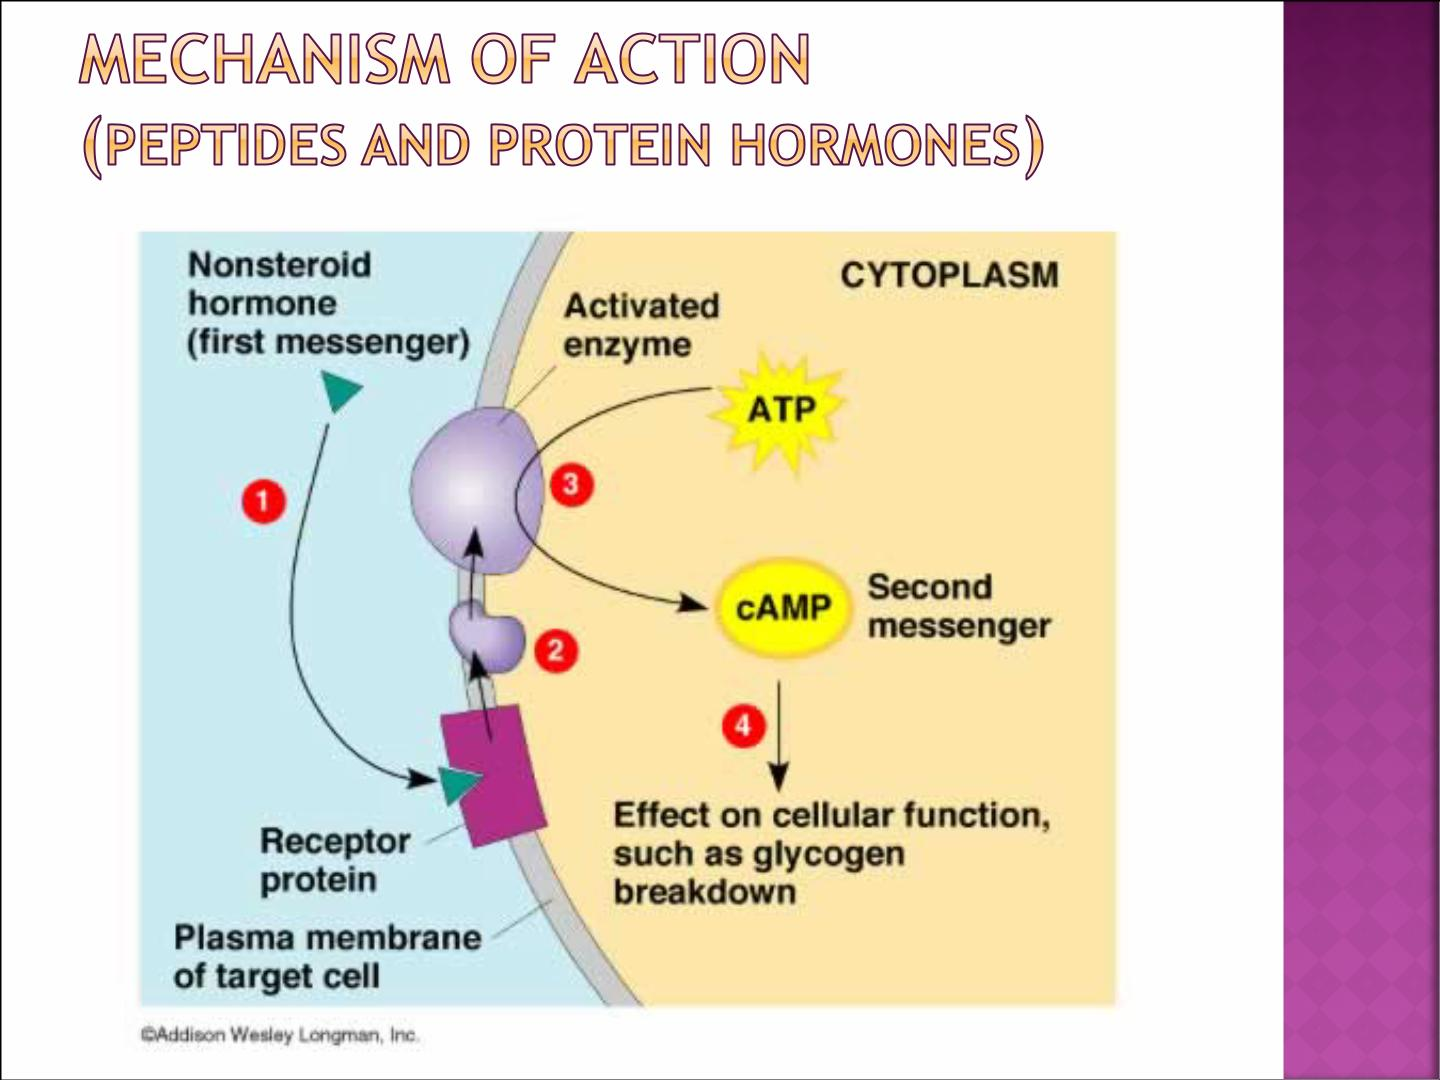 MECHANISM OF ACTION
(PEPTIDES AND PROTEIN HORMONES)
Nonsteroid
hormone
(first messenger)
CYTOPLASM
Activated
enzyme
ATP
1
3
cAMP
Second
messenger
2
4
Effect on cellular function,
such as glycogen
breakdown
Receptor
protein
Plasma membrane
of target cell
©Addison Wesley Longman, Inc.